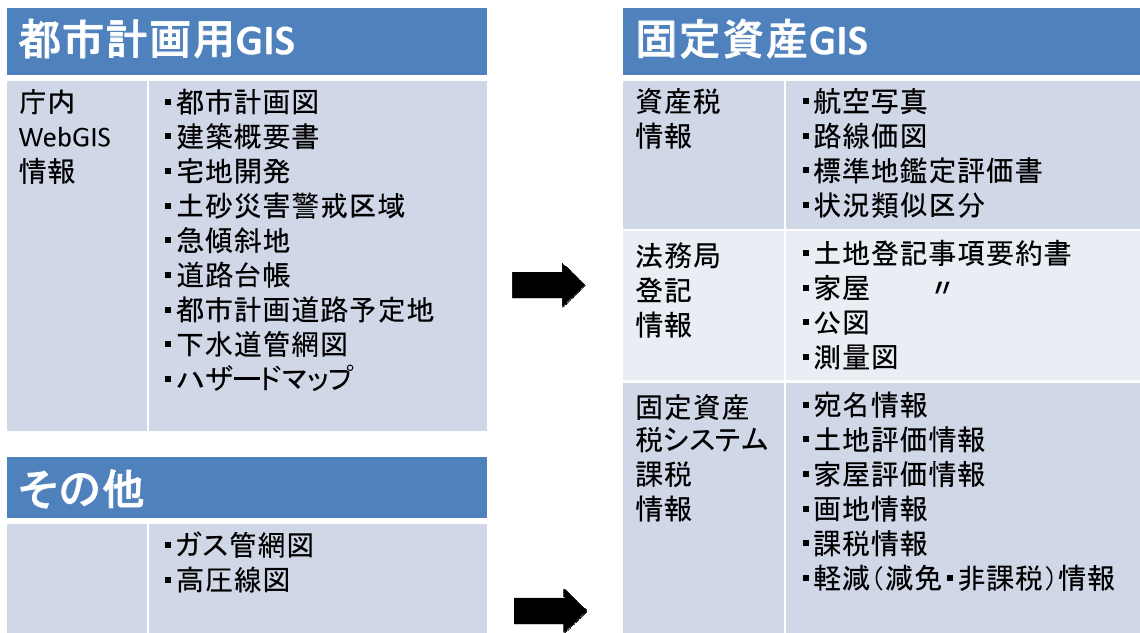 都市計画用GIS
庁内
WebGIS
情報
・都市計画図
・建築概要書
・宅地開発
・土砂災害警戒区域
・急傾斜地
・道路台帳
・都市計画道路予定地
・下水道管網図
・ハザードマップ
その他
・ガス管網図
・高圧線図
固定資産GIS
資産税
情報
・航空写真
・路線価図
・標準地鑑定評価書
・状況類似区分
法務局
登記
情報
・土地登記事項要約書
・家屋　　〃
・公図
・測量図
固定資産
税システム
課税
情報
・宛名情報
・土地評価情報
・家屋評価情報
・画地情報
・課税情報
・軽減（減免・非課税）情報